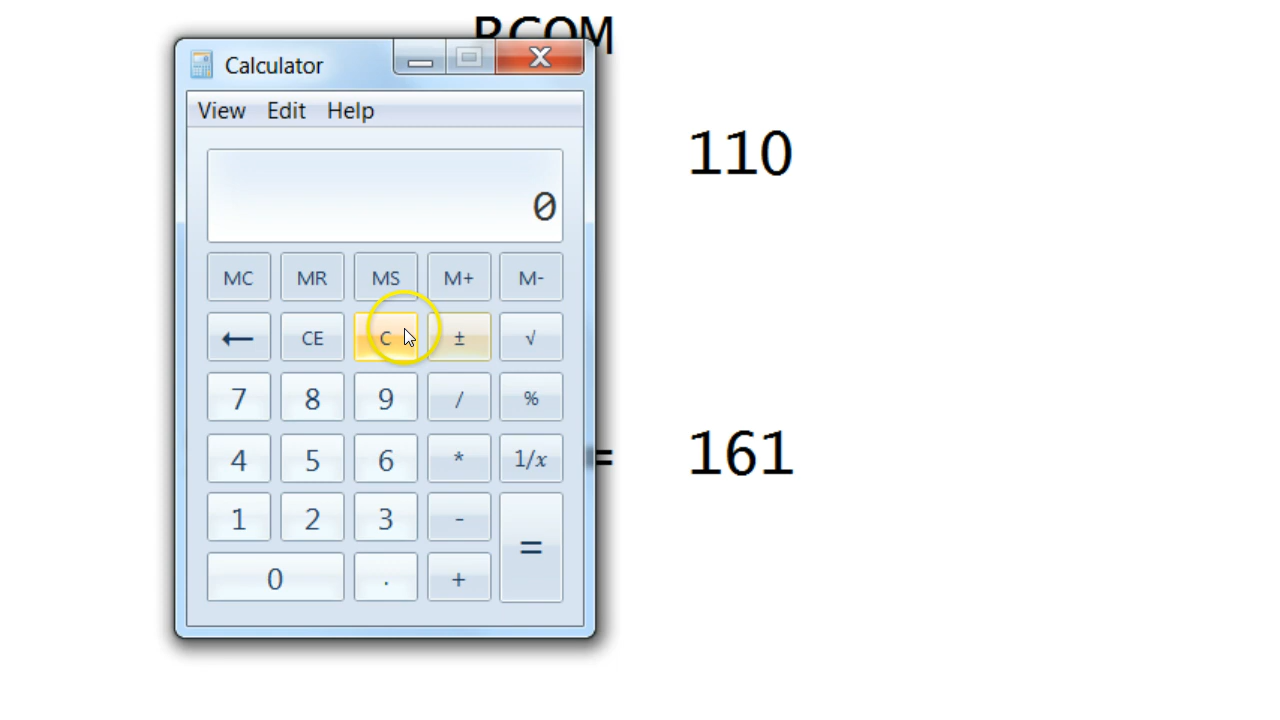 RCOM
Calculator
View Edit Help
110
0
MC MR MS M+ M-
← CE C ± √
7 8 9 / %
4 5 6 * 1/x
= 161
1 2 3 -
=
0 . +